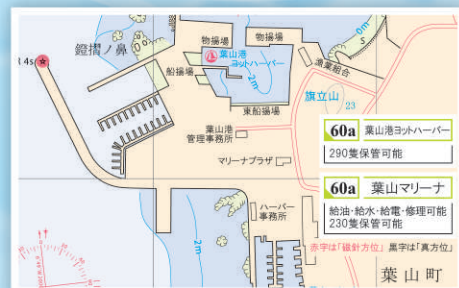 物揚場
物揚場
鐙摺ノ鼻
葉山港
ヨットハーバー
漁業組合
0m
R 4s
船揚場
2m
旗立山
23
東船揚場
葉山港
管理事務所
60a 葉山港ヨットハーバー
290隻保管可能
マリーナプラザ
60a 葉山マリーナ
給油・給水・給電・修理可能
230隻保管可能
ハーバー
事務所
2m
赤字は「磁針方位」 黒字は「真方位」
葉山町